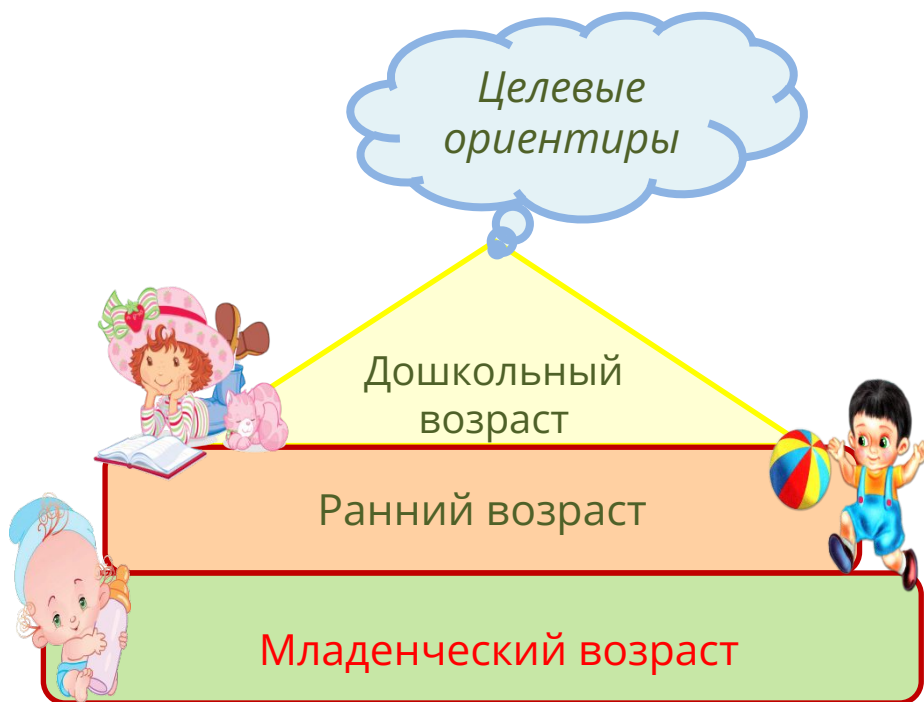 Целевые
ориентиры
Дошкольный
возраст
Ранний возраст
Младенческий возраст